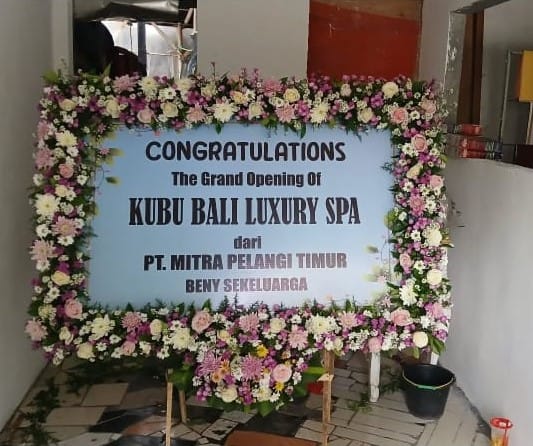 CONGRATULATIONS
The Grand Opening Of
KUBU BALI LUXURY SPA
dari
PT. MITRA PELANGI TIMUR
BENY SEKELUARGA